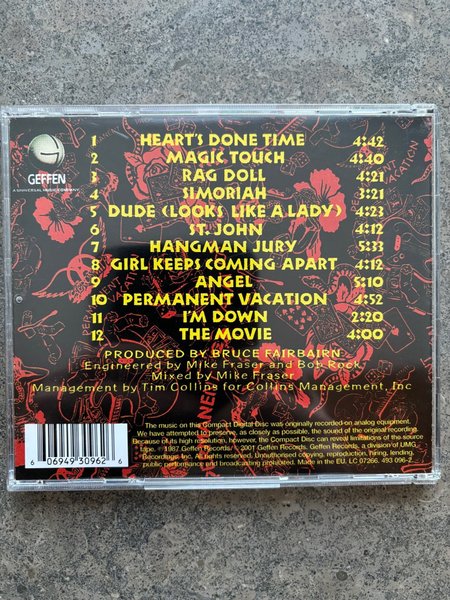 GEFFEN
A UNIVERSAL MUSIC COMPANY
1 HEART'S DONE TIME 4:42
2 MAGIC TOUCH 4:40
3 RAG DOLL 4:21
4 SIMORIAH 3:21
5 DUDE (LOOKS LIKE A LADY) 4:23
6 ST. JOHN 4:12
7 HANGMAN JURY 5:33
8 GIRL KEEPS COMING APART 4:12
9 ANGEL 5:10
10 PERMANENT VACATION 4:52
11 I'M DOWN 2:20
12 THE MOVIE 4:00
PRODUCED BY BRUCE FAIRBAIRN
Engineered by Mike Fraser and Bob Rock
Mixed by Mike Fraser
Management by Tim Collins for Collins Management, Inc
The music on this Compact Digital Disc was originally recorded on analog equipment.
We have attempted to preserve, as closely as possible, the sound of the original recording.
Because of its high resolution, however, the Compact Disc can reveal limitations of the source
tape. ℗ 1987 Geffen Records © 2001 Geffen Records. Geffen Records, a division of UMG
Recordings, Inc. All rights reserved. Unauthorised copying, reproduction, hiring, lending,
public performance and broadcasting prohibited. Made in the EU. LC 07266. 493 096-2
6 06949 30962 6